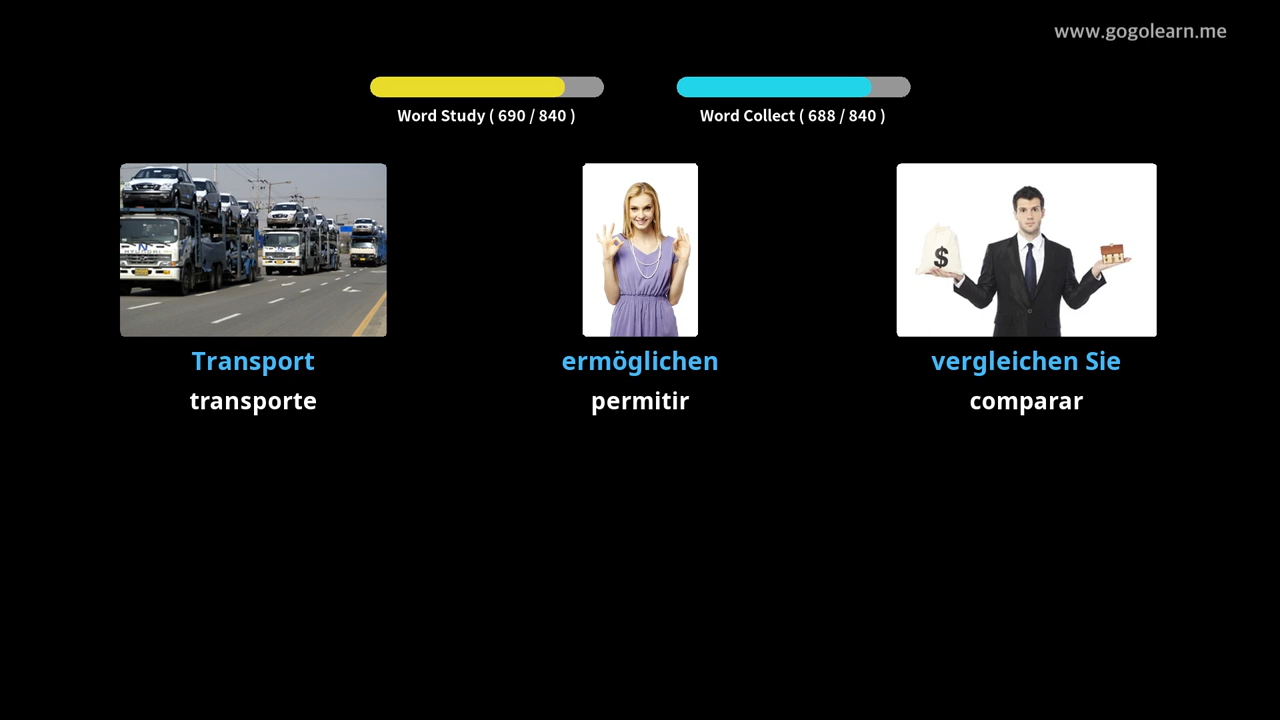 www.gogolearn.me
Word Study ( 690 / 840 )
Word Collect ( 688 / 840 )
Transport
ermöglichen
vergleichen Sie
transporte
permitir
comparar
$